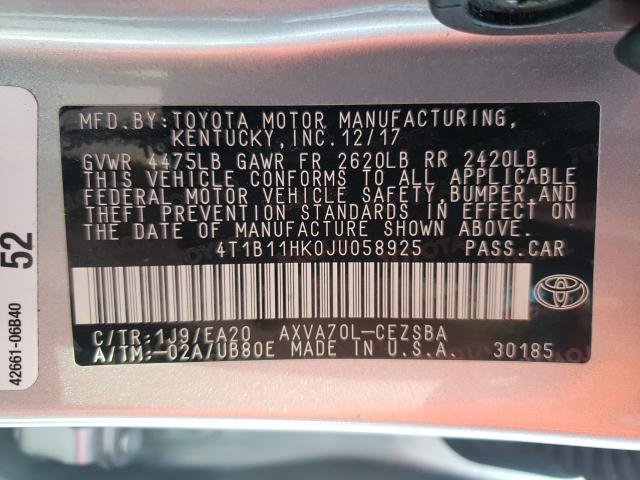 MFD. BY:TOYOTA MOTOR MANUFACTURING,
KENTUCKY, INC. 12/17
GVWR 4475LB GAWR FR 2620LB RR 2420LB
THIS VEHICLE CONFORMS TO ALL APPLICABLE
FEDERAL MOTOR VEHICLE SAFETY,BUMPER,AND
THEFT PREVENTION STANDARDS IN EFFECT ON
THE DATE OF MANUFACTURE SHOWN ABOVE.
4T1B11HK0JU058925 PASS.CAR
C/TR:1J9/EA20 AXVA70L-CEZSBA
A/TM:-02A/UB80E MADE IN U.S.A. 30185
TOYOTA
42661-06B40 52